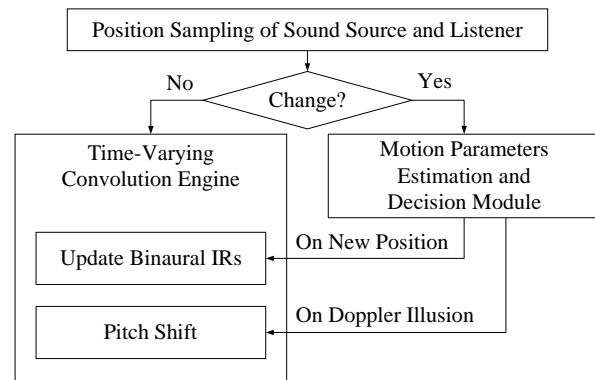 Position Sampling of Sound Source and Listener
No
Yes
Change?
Time-Varying
Convolution Engine
Motion Parameters
Estimation and
Decision Module
On New Position
Update Binaural IRs
On Doppler Illusion
Pitch Shift